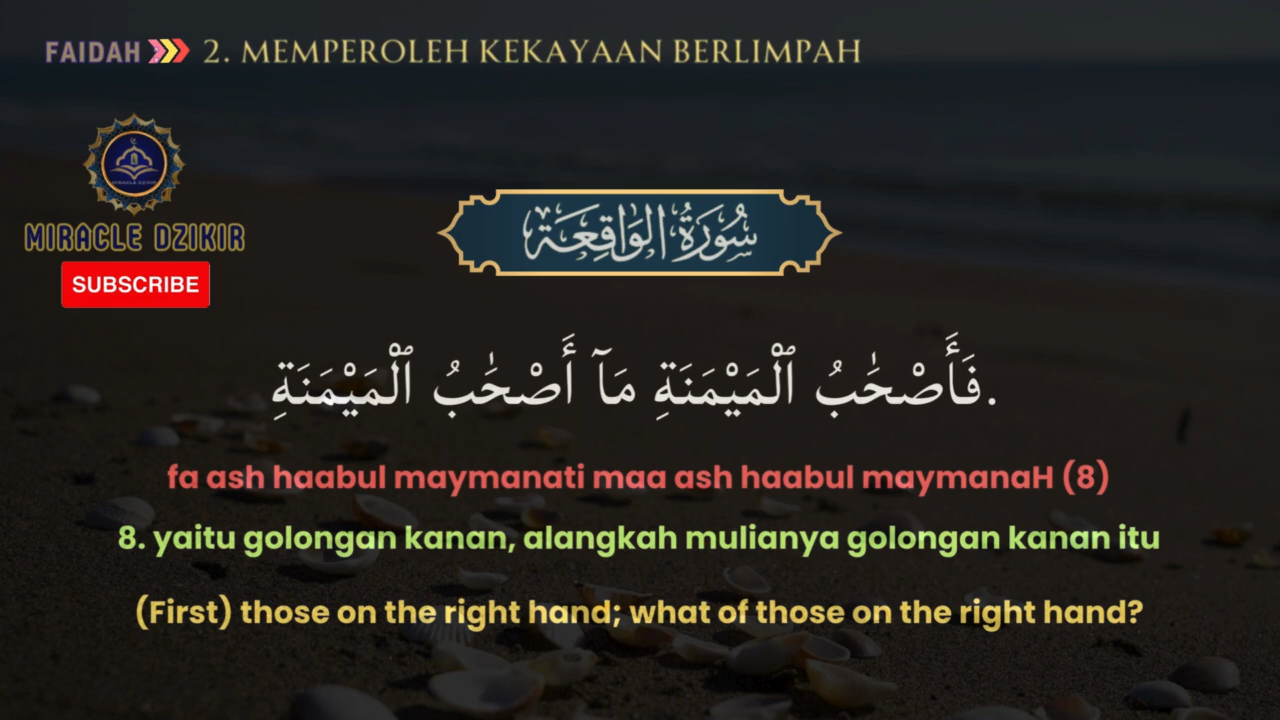 FAIDAH 2. MEMPEROLEH KEKAYAAN BERLIMPAH
MIRACLE DZIKIR
SUBSCRIBE
سُورَةُ الوَاقِعَة
فَأَصْحَٰبُ ٱلْمَيْمَنَةِ مَآ أَصْحَٰبُ ٱلْمَيْمَنَةِ.
fa ash haabul maymanati maa ash haabul maymanaH (8)
8. yaitu golongan kanan, alangkah mulianya golongan kanan itu
(First) those on the right hand; what of those on the right hand?